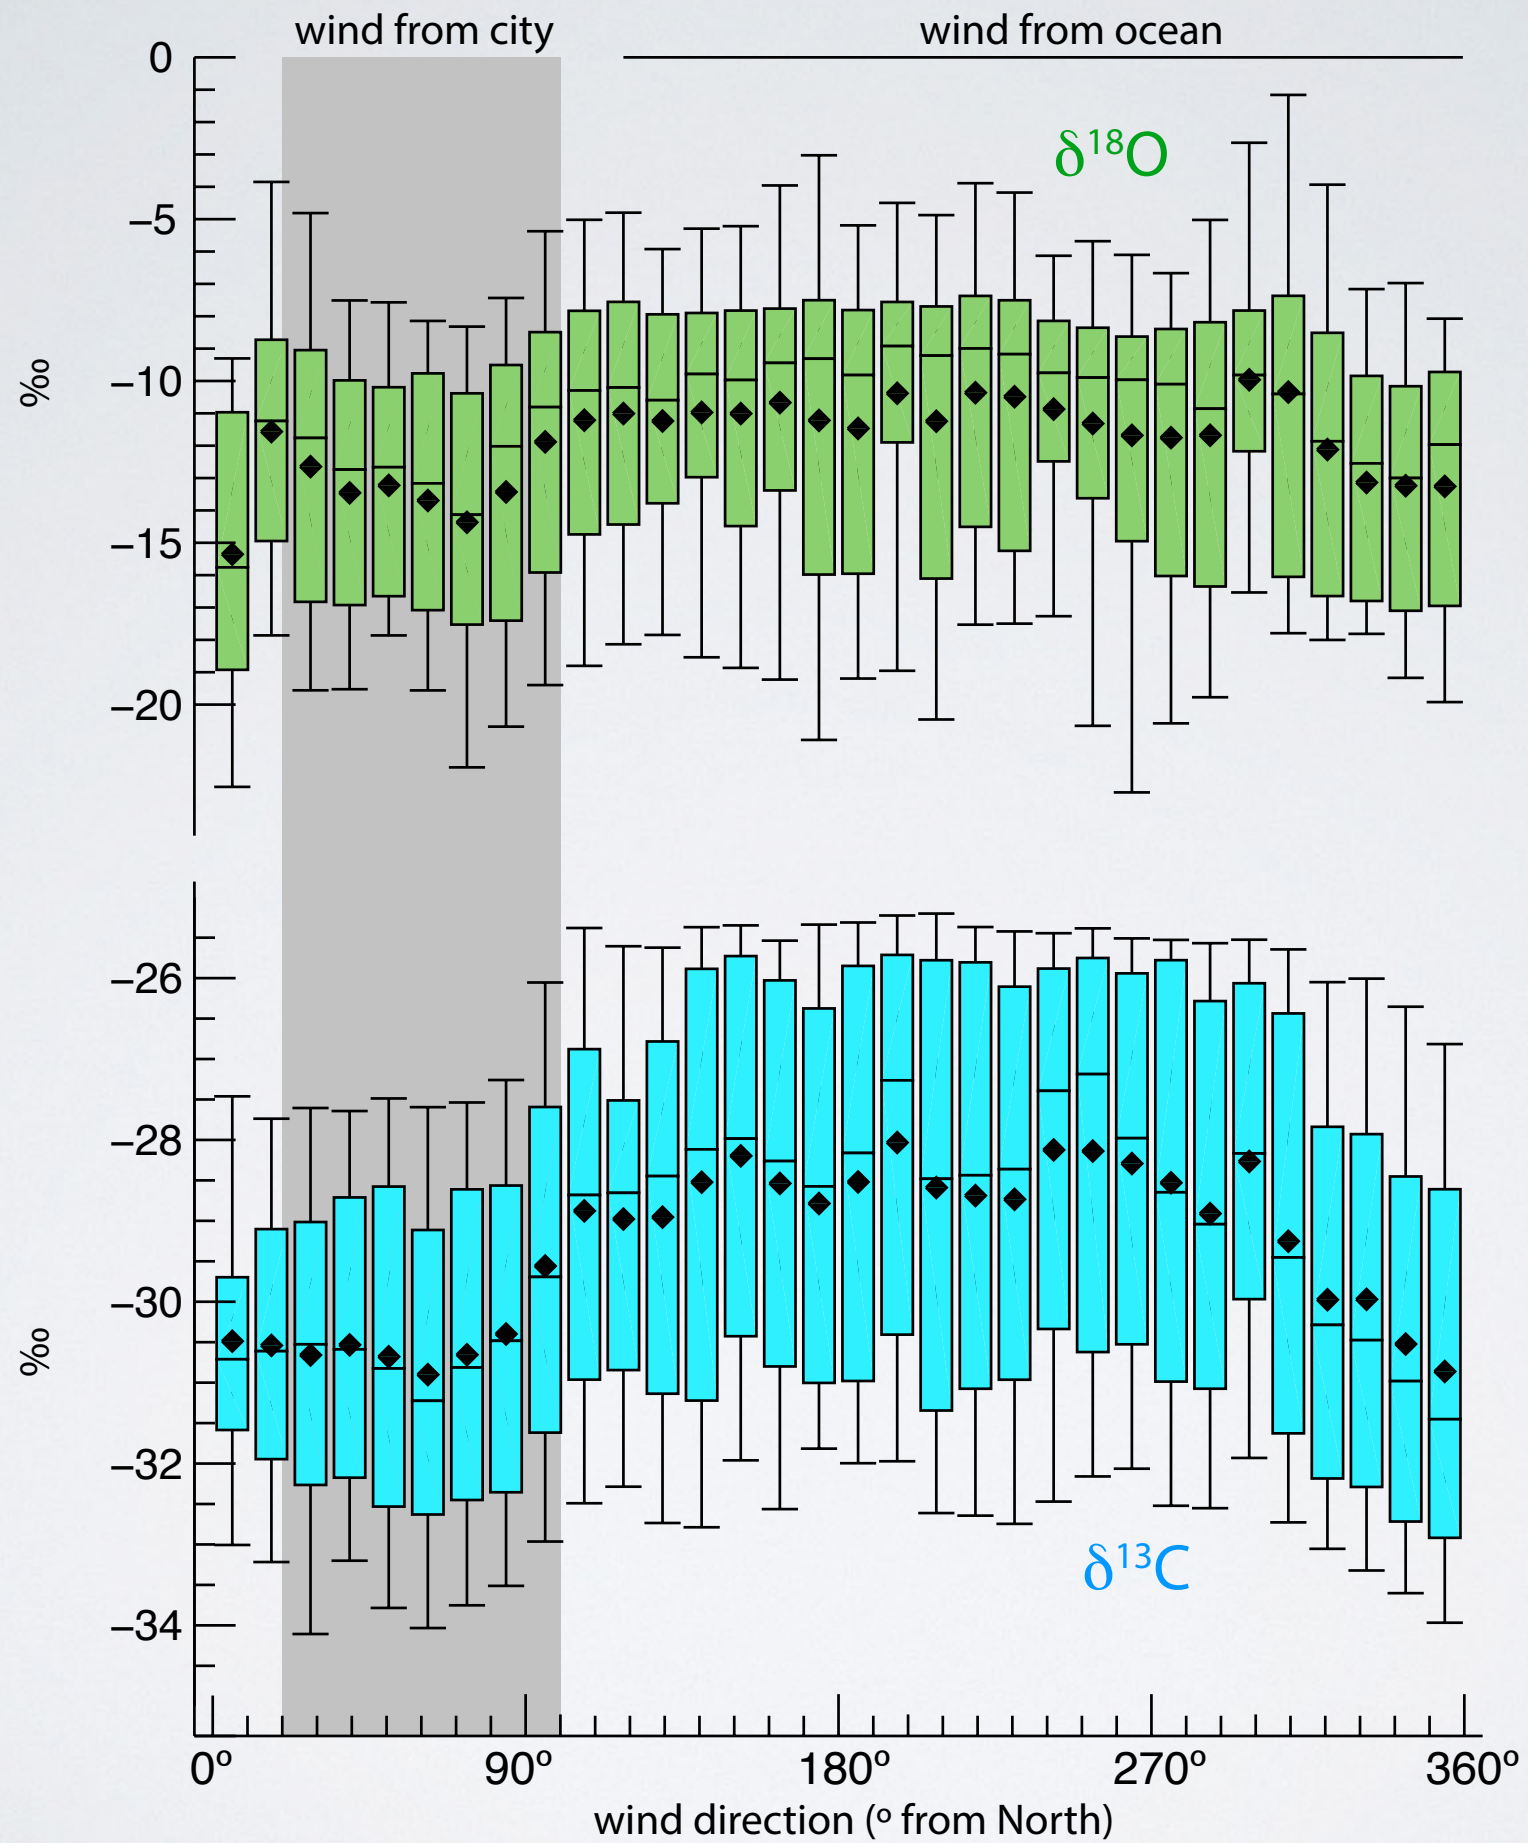 wind from city
wind from ocean
0
−5
−10
−15
−20
‰
δ¹⁸O
−26
−28
−30
−32
−34
‰
δ¹³C
0º 90º 180º 270º 360º
wind direction (º from North)